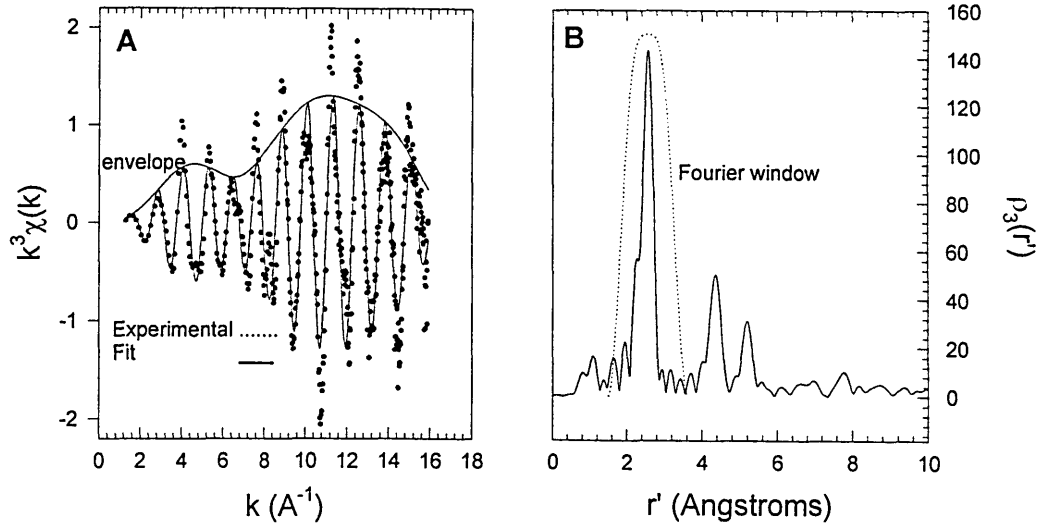 A
2
1
0
-1
-2
k³χ(k)
envelope
Experimental ........
Fit
0 2 4 6 8 10 12 14 16 18
k (A⁻¹)
B
Fourier window
160
140
120
100
80
60
40
20
0
ρ₃(r')
0 2 4 6 8 10
r' (Angstroms)